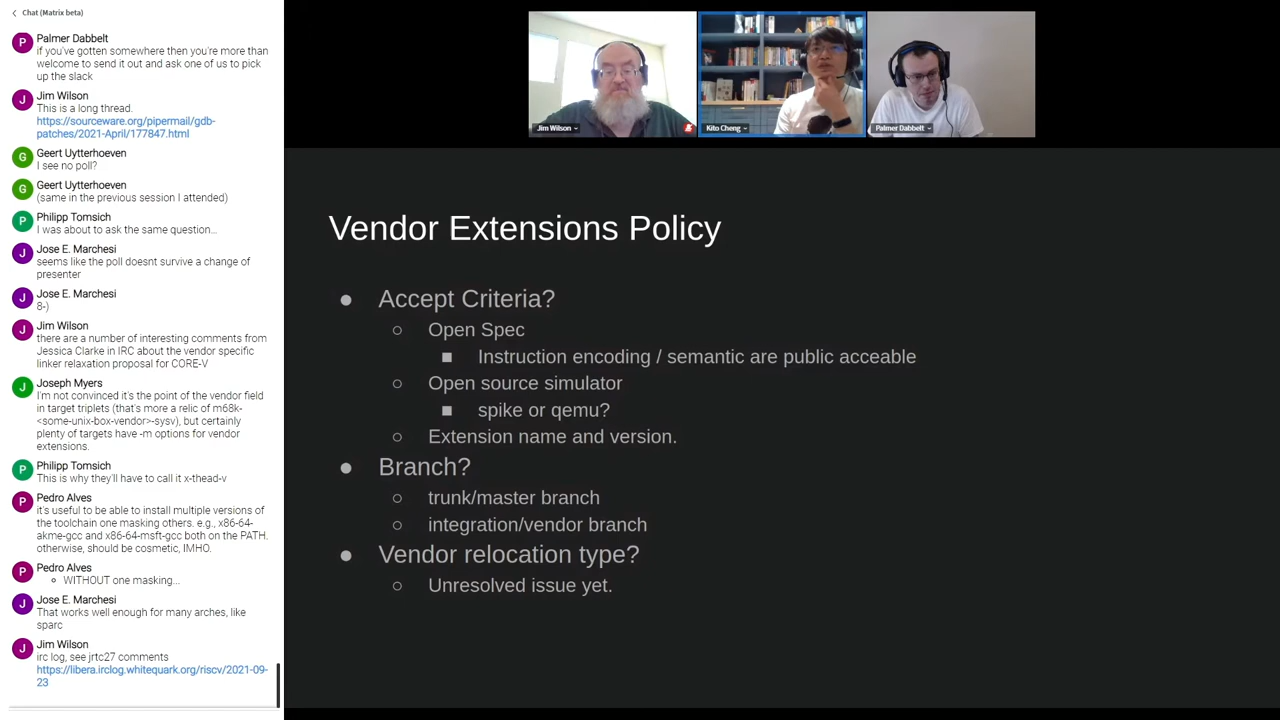 Chat (Matrix beta)
P
Palmer Dabbelt
if you've gotten somewhere then you're more than
welcome to send it out and ask one of us to pick
up the slack
J
Jim Wilson
This is a long thread.
https://sourceware.org/pipermail/gdb-
patches/2021-April/177847.html
G
Geert Uytterhoeven
I see no poll?
G
Geert Uytterhoeven
(same in the previous session I attended)
P
Philipp Tomsich
I was about to ask the same question...
J
Jose E. Marchesi
seems like the poll doesnt survive a change of
presenter
J
Jose E. Marchesi
8-)
J
Jim Wilson
there are a number of interesting comments from
Jessica Clarke in IRC about the vendor specific
linker relaxation proposal for CORE-V
J
Joseph Myers
I'm not convinced it's the point of the vendor field
in target triplets (that's more a relic of m68k-
<some-unix-box-vendor>-sysv), but certainly
plenty of targets have -m options for vendor
extensions.
P
Philipp Tomsich
This is why they'll have to call it x-thead-v
P
Pedro Alves
it's useful to be able to install multiple versions of
the toolchain one masking others. e.g., x86-64-
akme-gcc and x86-64-msft-gcc both on the PATH.
otherwise, should be cosmetic, IMHO.
P
Pedro Alves
WITHOUT one masking...
J
Jose E. Marchesi
That works well enough for many arches, like
sparc
J
Jim Wilson
irc log, see jrtc27 comments
https://libera.irclog.whitequark.org/riscv/2021-09-
23
Jim Wilson
Kito Cheng
Palmer Dabbelt
Vendor Extensions Policy
● Accept Criteria?
○ Open Spec
■ Instruction encoding / semantic are public acceable
○ Open source simulator
■ spike or qemu?
○ Extension name and version.
● Branch?
○ trunk/master branch
○ integration/vendor branch
● Vendor relocation type?
○ Unresolved issue yet.